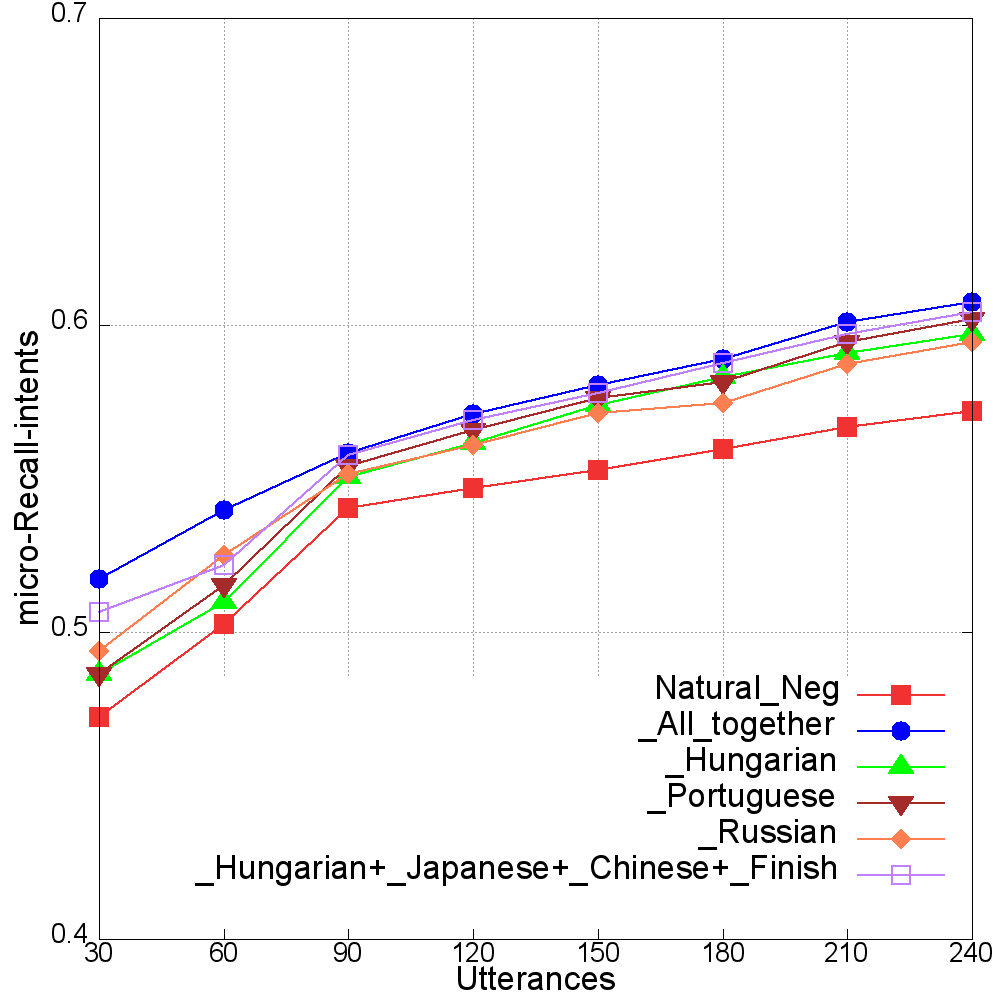 0.7
0.6
0.5
0.4
micro-Recall-intents
Natural_Neg
_All_together
_Hungarian
_Portuguese
_Russian
_Hungarian+_Japanese+_Chinese+_Finish
30 60 90 120 150 180 210 240
Utterances